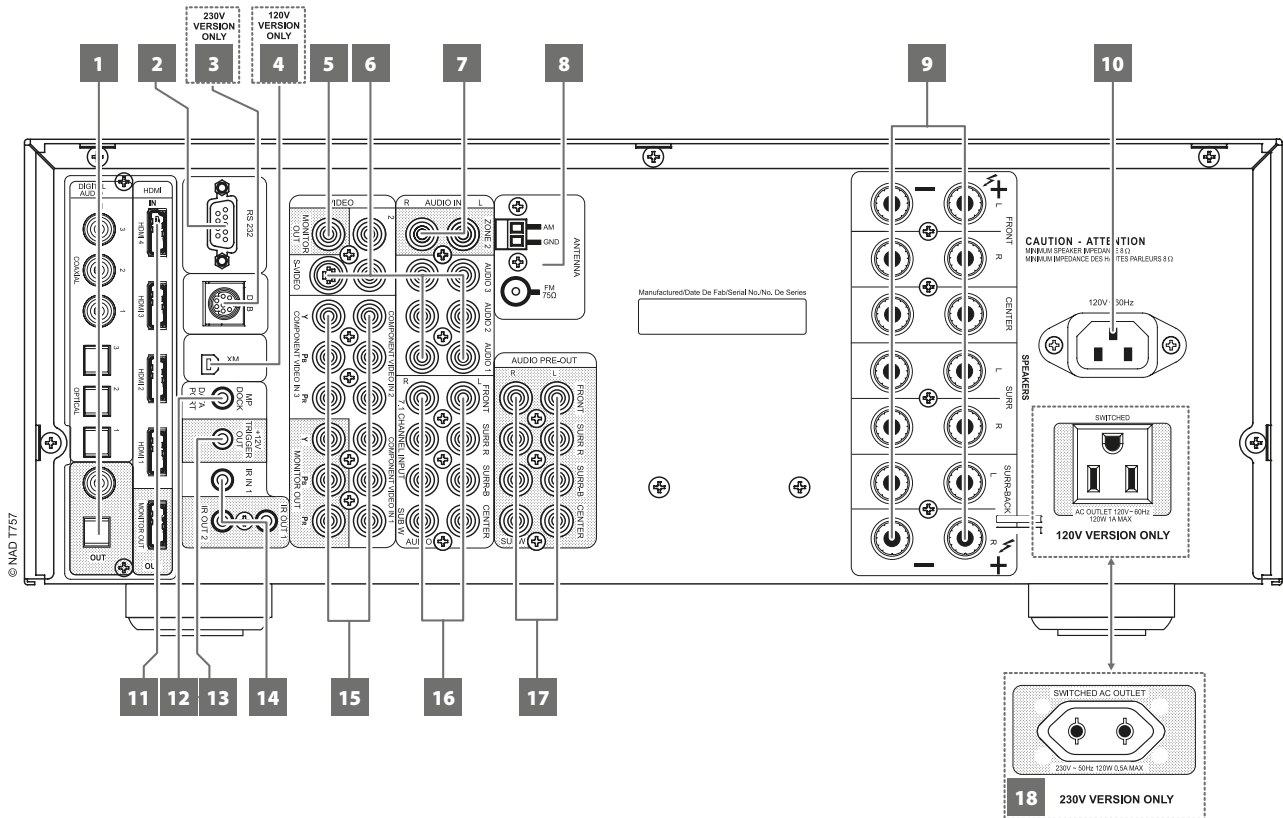 230V
VERSION
ONLY
120V
VERSION
ONLY
1
2
3
4
5
6
7
8
9
10
DIGITAL
HDMI
IN
3
2
1
COAXIAL
3
2
1
OPTICAL
OUT
HDMI 4
HDMI 3
HDMI 2
HDMI 1
MONITOR OUT
RS 232
XM
MP
DOCK
+12V
TRIGGER
OUT
IR IN 1
IR OUT 2
IR OUT 1
MONITOR
OUT
2
S-VIDEO
Y
PB
PR
COMPONENT VIDEO IN 3
COMPONENT VIDEO IN 2
Y
PB
PR
MONITOR OUT
COMPONENT VIDEO IN 1
R
AUDIO IN
L
ZONE 2
AUDIO 3
AUDIO 2
AUDIO 1
R
L
7.1 CHANNEL INPUT
FRONT
SURR R
SURR-B
CENTER
SUB W
AM
GND
FM
75Ω
ANTENNA
AUDIO PRE-OUT
R
L
FRONT
SURR R
SURR-B
CENTER
Manufactured/Date De Fab/Serial No./No. De Series
L
FRONT
R
CENTER
L
SURR
R
L
SURR-BACK
R
SPEAKERS
CAUTION - ATTENTION
MINIMUM SPEAKER IMPEDANCE 8 Ω
MINIMUM IMPEDANCE DES HAUTES PARLEURS 8 Ω
120V ~ 60Hz
SWITCHED
AC OUTLET 120V~ 60Hz
120W 1A MAX
120V VERSION ONLY
© NAD T757
11
12
13
14
15
16
17
SWITCHED AC OUTLET
230V ~ 50Hz 120W 0.5A MAX
18
230V VERSION ONLY